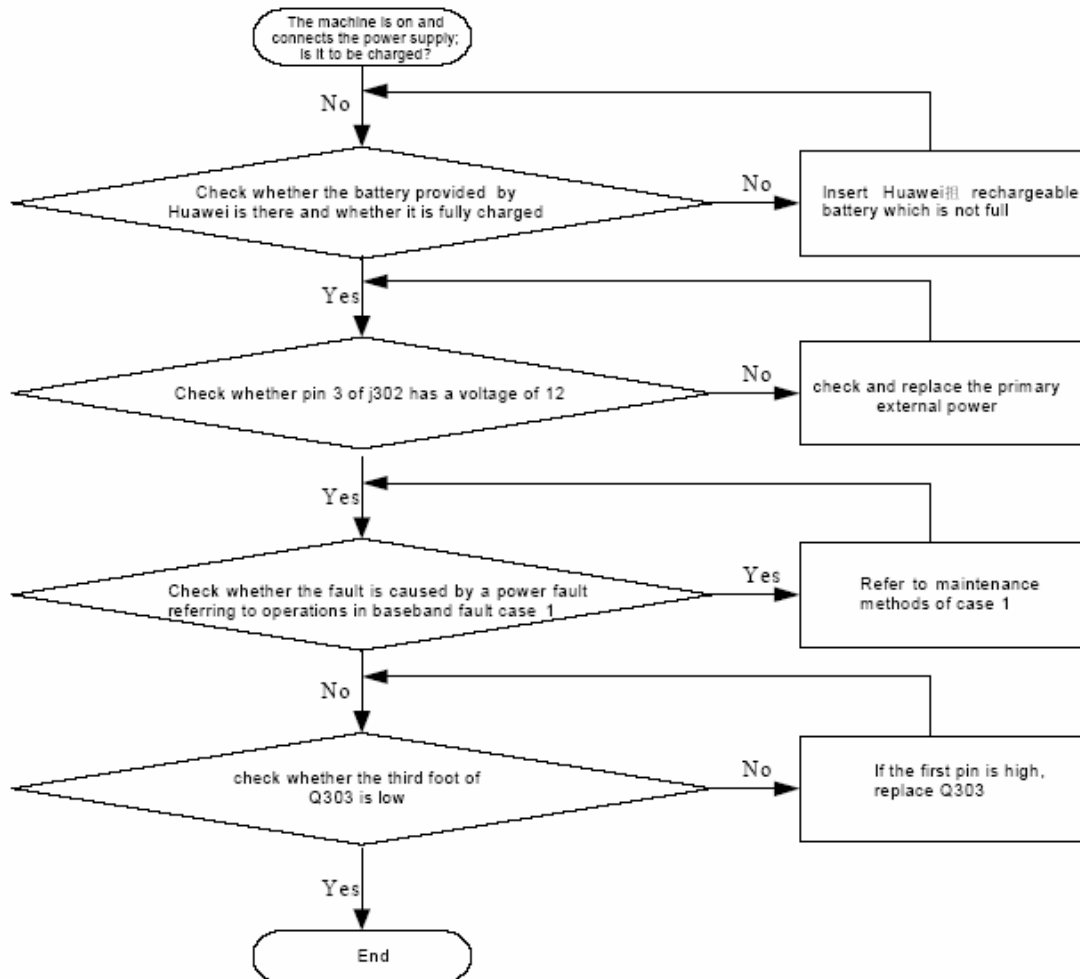 The machine is on and
connects the power supply;
Is it to be charged?
No
Check whether the battery provided by
Huawei is there and whether it is fully charged
No
Insert Huawei rechargeable
battery which is not full
Yes
Check whether pin 3 of j302 has a voltage of 12
No
check and replace the primary
external power
Yes
Check whether the fault is caused by a power fault
referring to operations in baseband fault case 1
Yes
Refer to maintenance
methods of case 1
No
check whether the third foot of
Q303 is low
No
If the first pin is high,
replace Q303
Yes
End